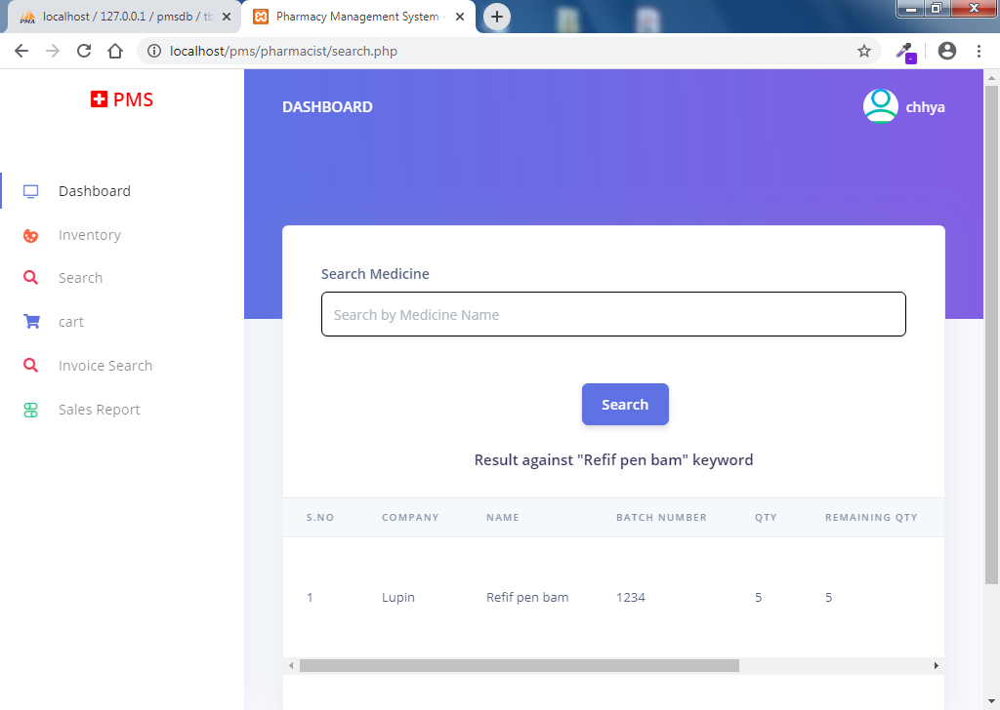 localhost / 127.0.0.1 / pmsdb / tb
Pharmacy Management System
localhost/pms/pharmacist/search.php
PMS
DASHBOARD
chhya
Dashboard
Inventory
Search
cart
Invoice Search
Sales Report
Search Medicine
Search by Medicine Name
Search
Result against "Refif pen bam" keyword
S.NO COMPANY NAME BATCH NUMBER QTY REMAINING QTY
1 Lupin Refif pen bam 1234 5 5